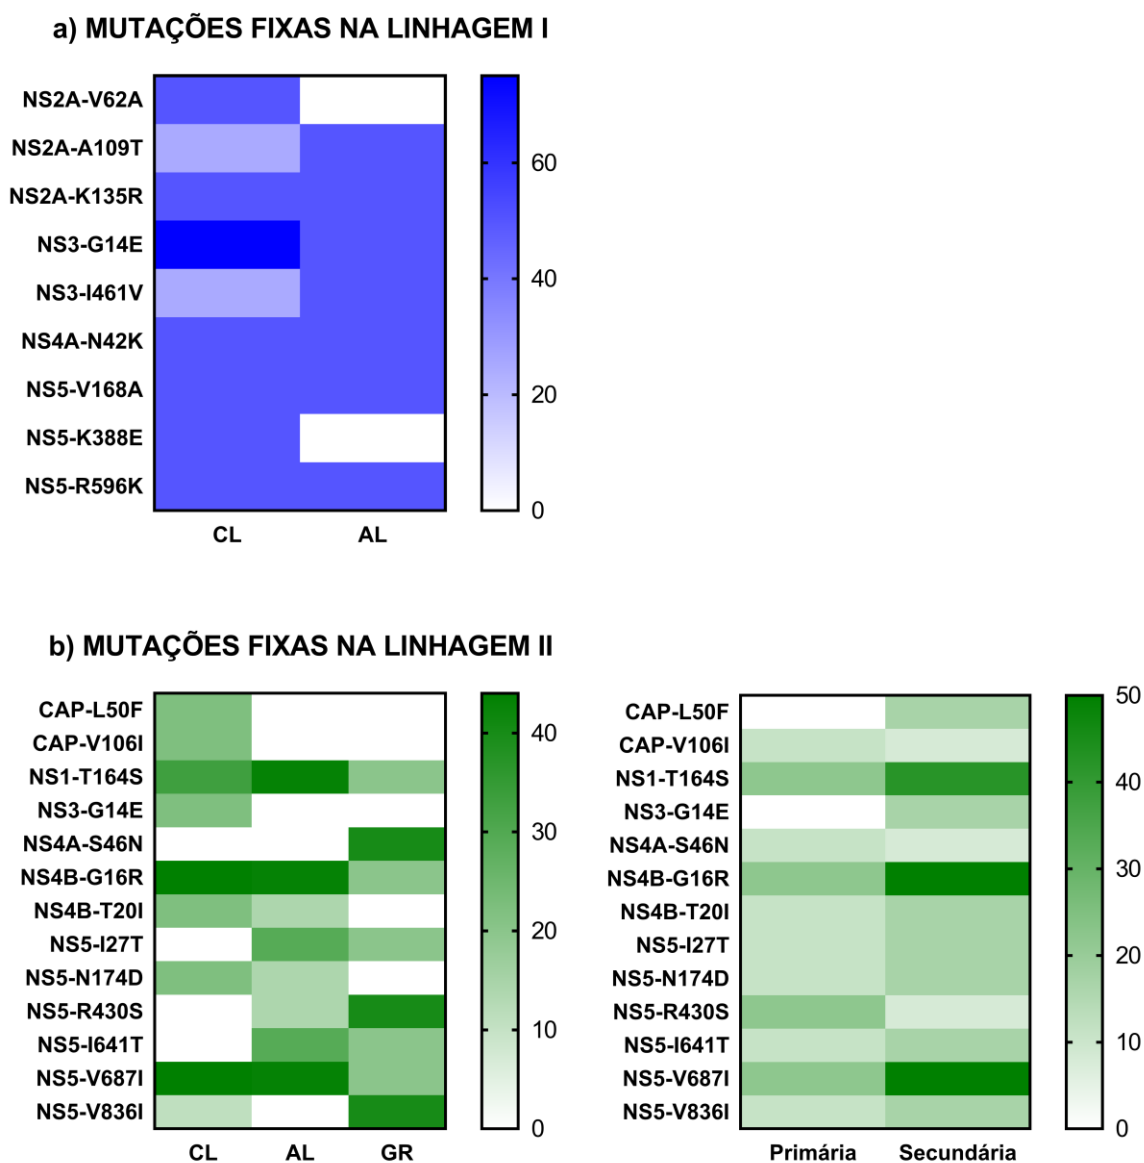 a) MUTAÇÕES FIXAS NA LINHAGEM I
NS2A-V62A
NS2A-A109T
NS2A-K135R
NS3-G14E
NS3-I461V
NS4A-N42K
NS5-V168A
NS5-K388E
NS5-R596K
CL AL
60
40
20
0
b) MUTAÇÕES FIXAS NA LINHAGEM II
CAP-L50F
CAP-V106I
NS1-T164S
NS3-G14E
NS4A-S46N
NS4B-G16R
NS4B-T20I
NS5-I27T
NS5-N174D
NS5-R430S
NS5-I641T
NS5-V687I
NS5-V836I
CL AL GR
40
30
20
10
0
CAP-L50F
CAP-V106I
NS1-T164S
NS3-G14E
NS4A-S46N
NS4B-G16R
NS4B-T20I
NS5-I27T
NS5-N174D
NS5-R430S
NS5-I641T
NS5-V687I
NS5-V836I
Primária Secundária
50
40
30
20
10
0